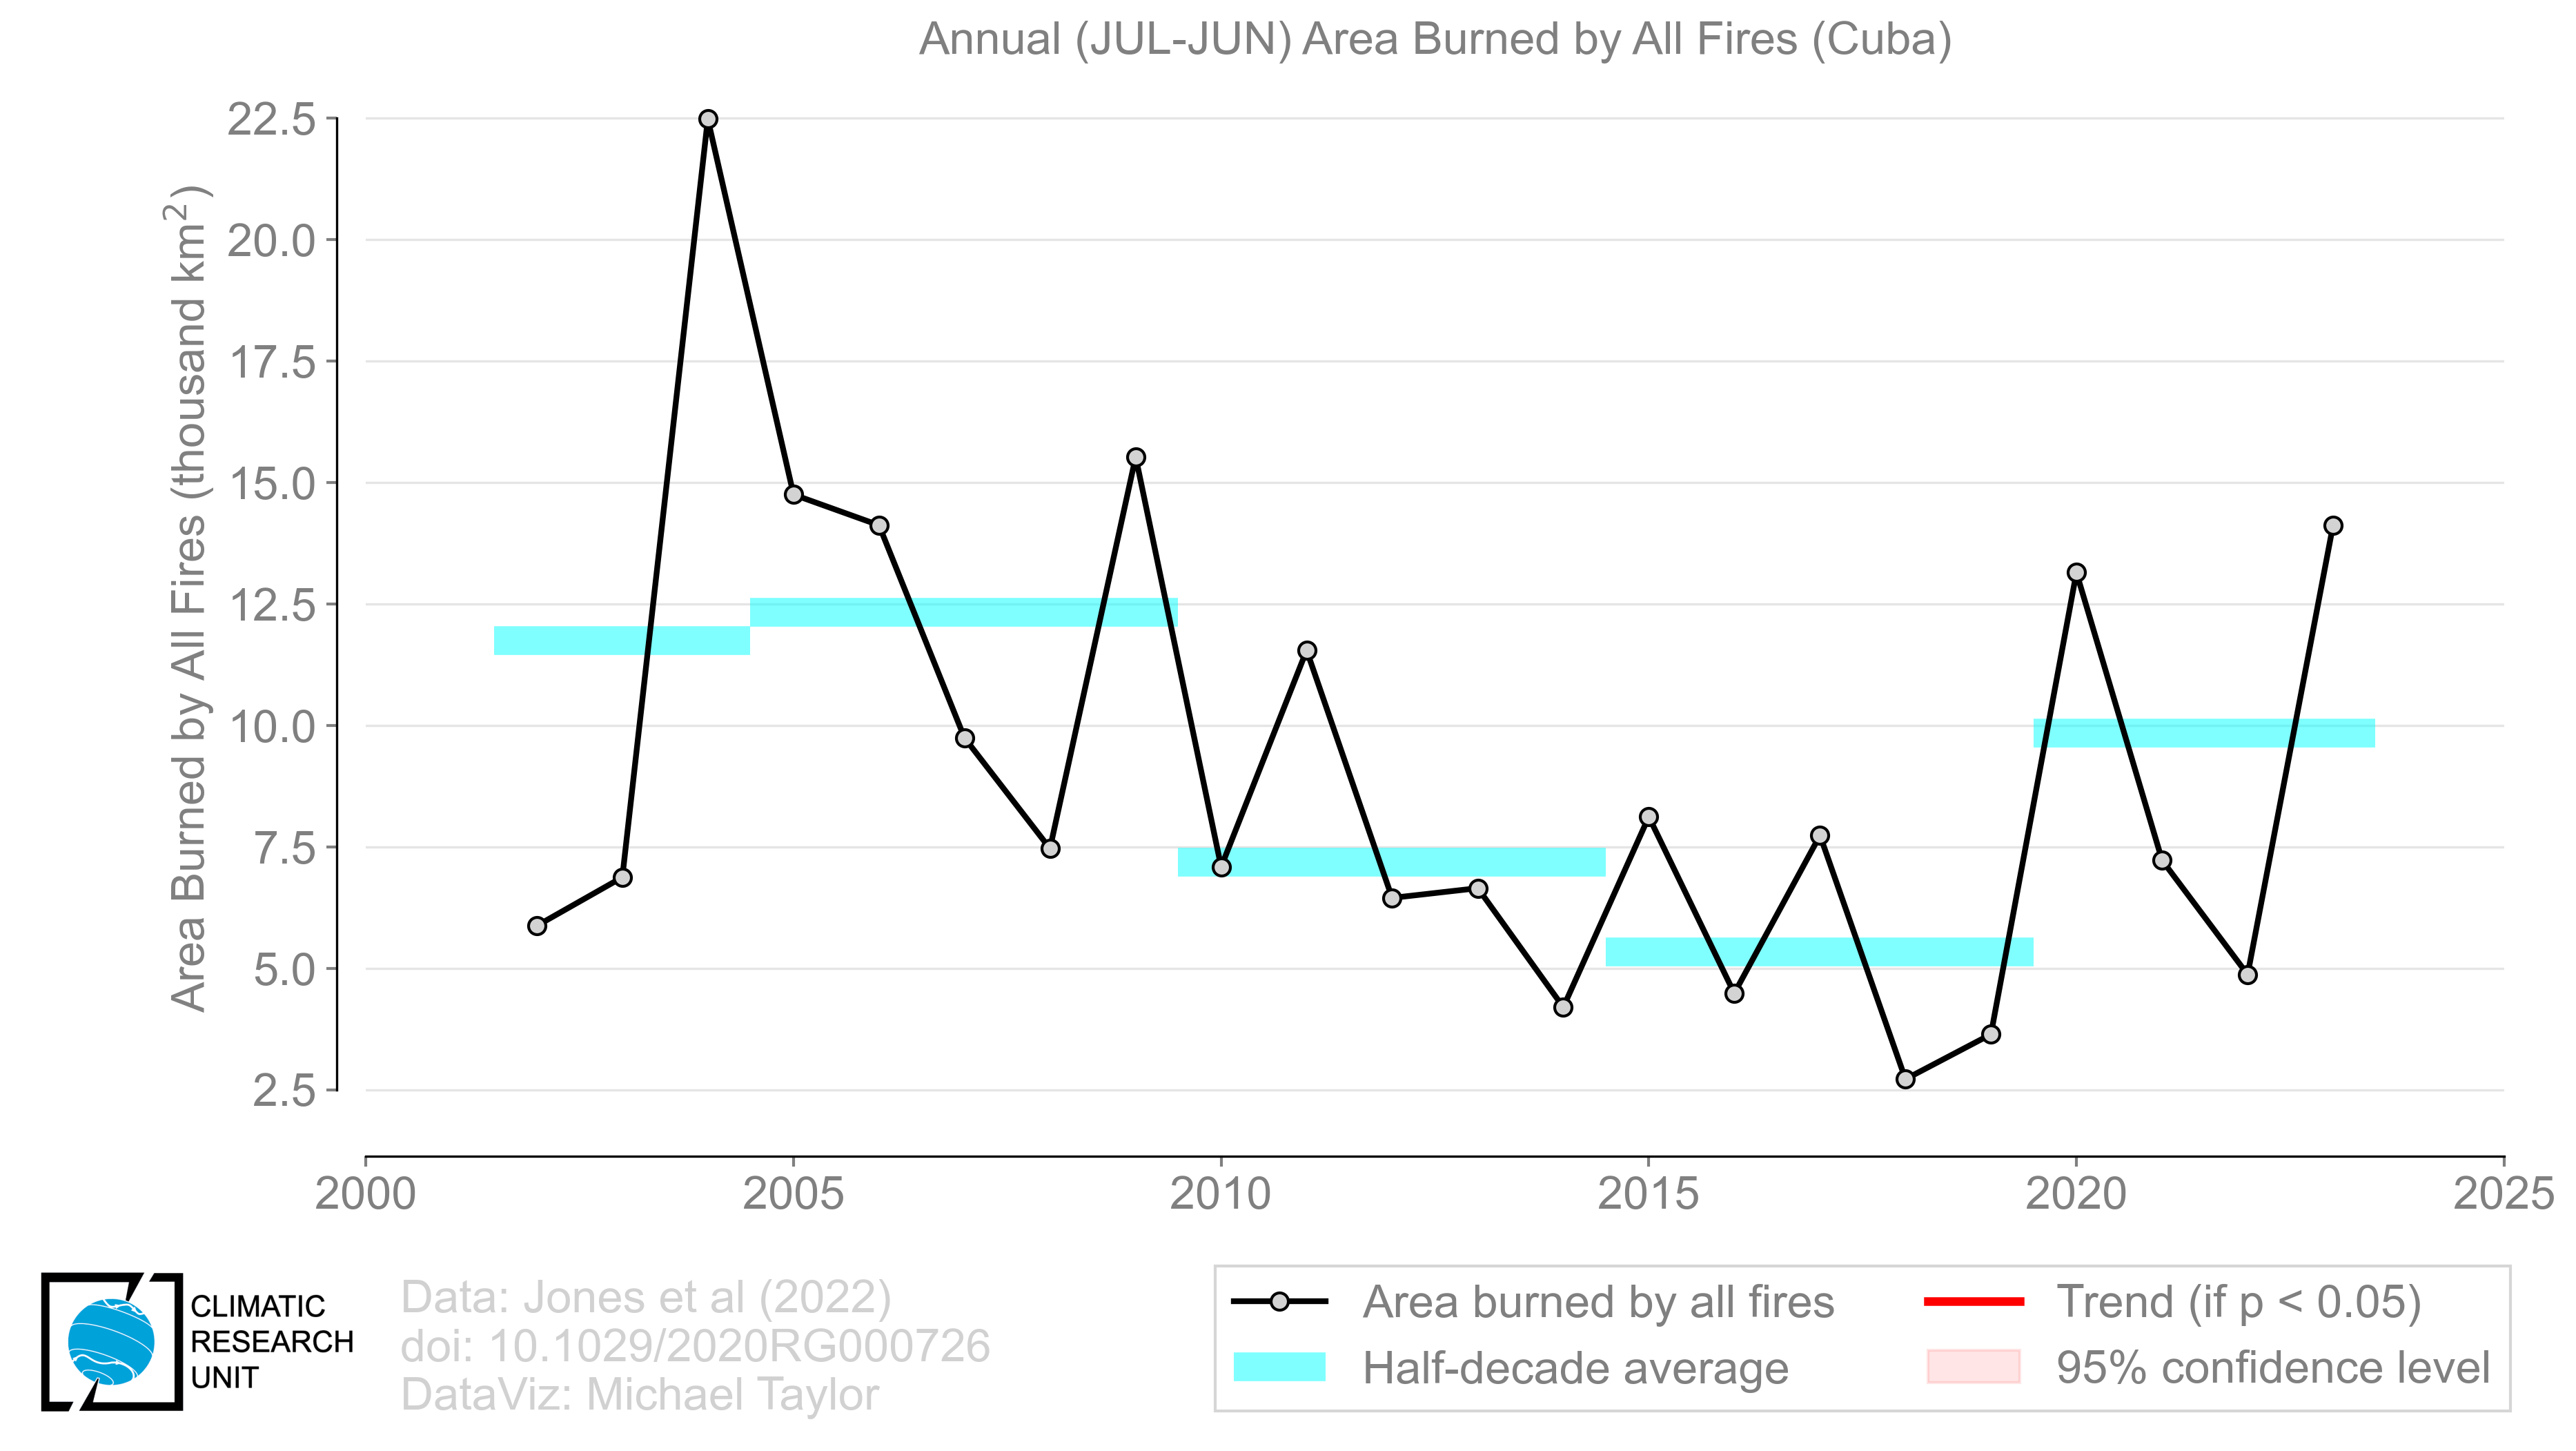 Annual (JUL-JUN) Area Burned by All Fires (Cuba)
Area Burned by All Fires (thousand km²)
22.5
20.0
17.5
15.0
12.5
10.0
7.5
5.0
2.5
2000 2005 2010 2015 2020 2025
CLIMATIC
RESEARCH
UNIT
Data: Jones et al (2022)
doi: 10.1029/2020RG000726
DataViz: Michael Taylor
Area burned by all fires
Half-decade average
Trend (if p < 0.05)
95% confidence level